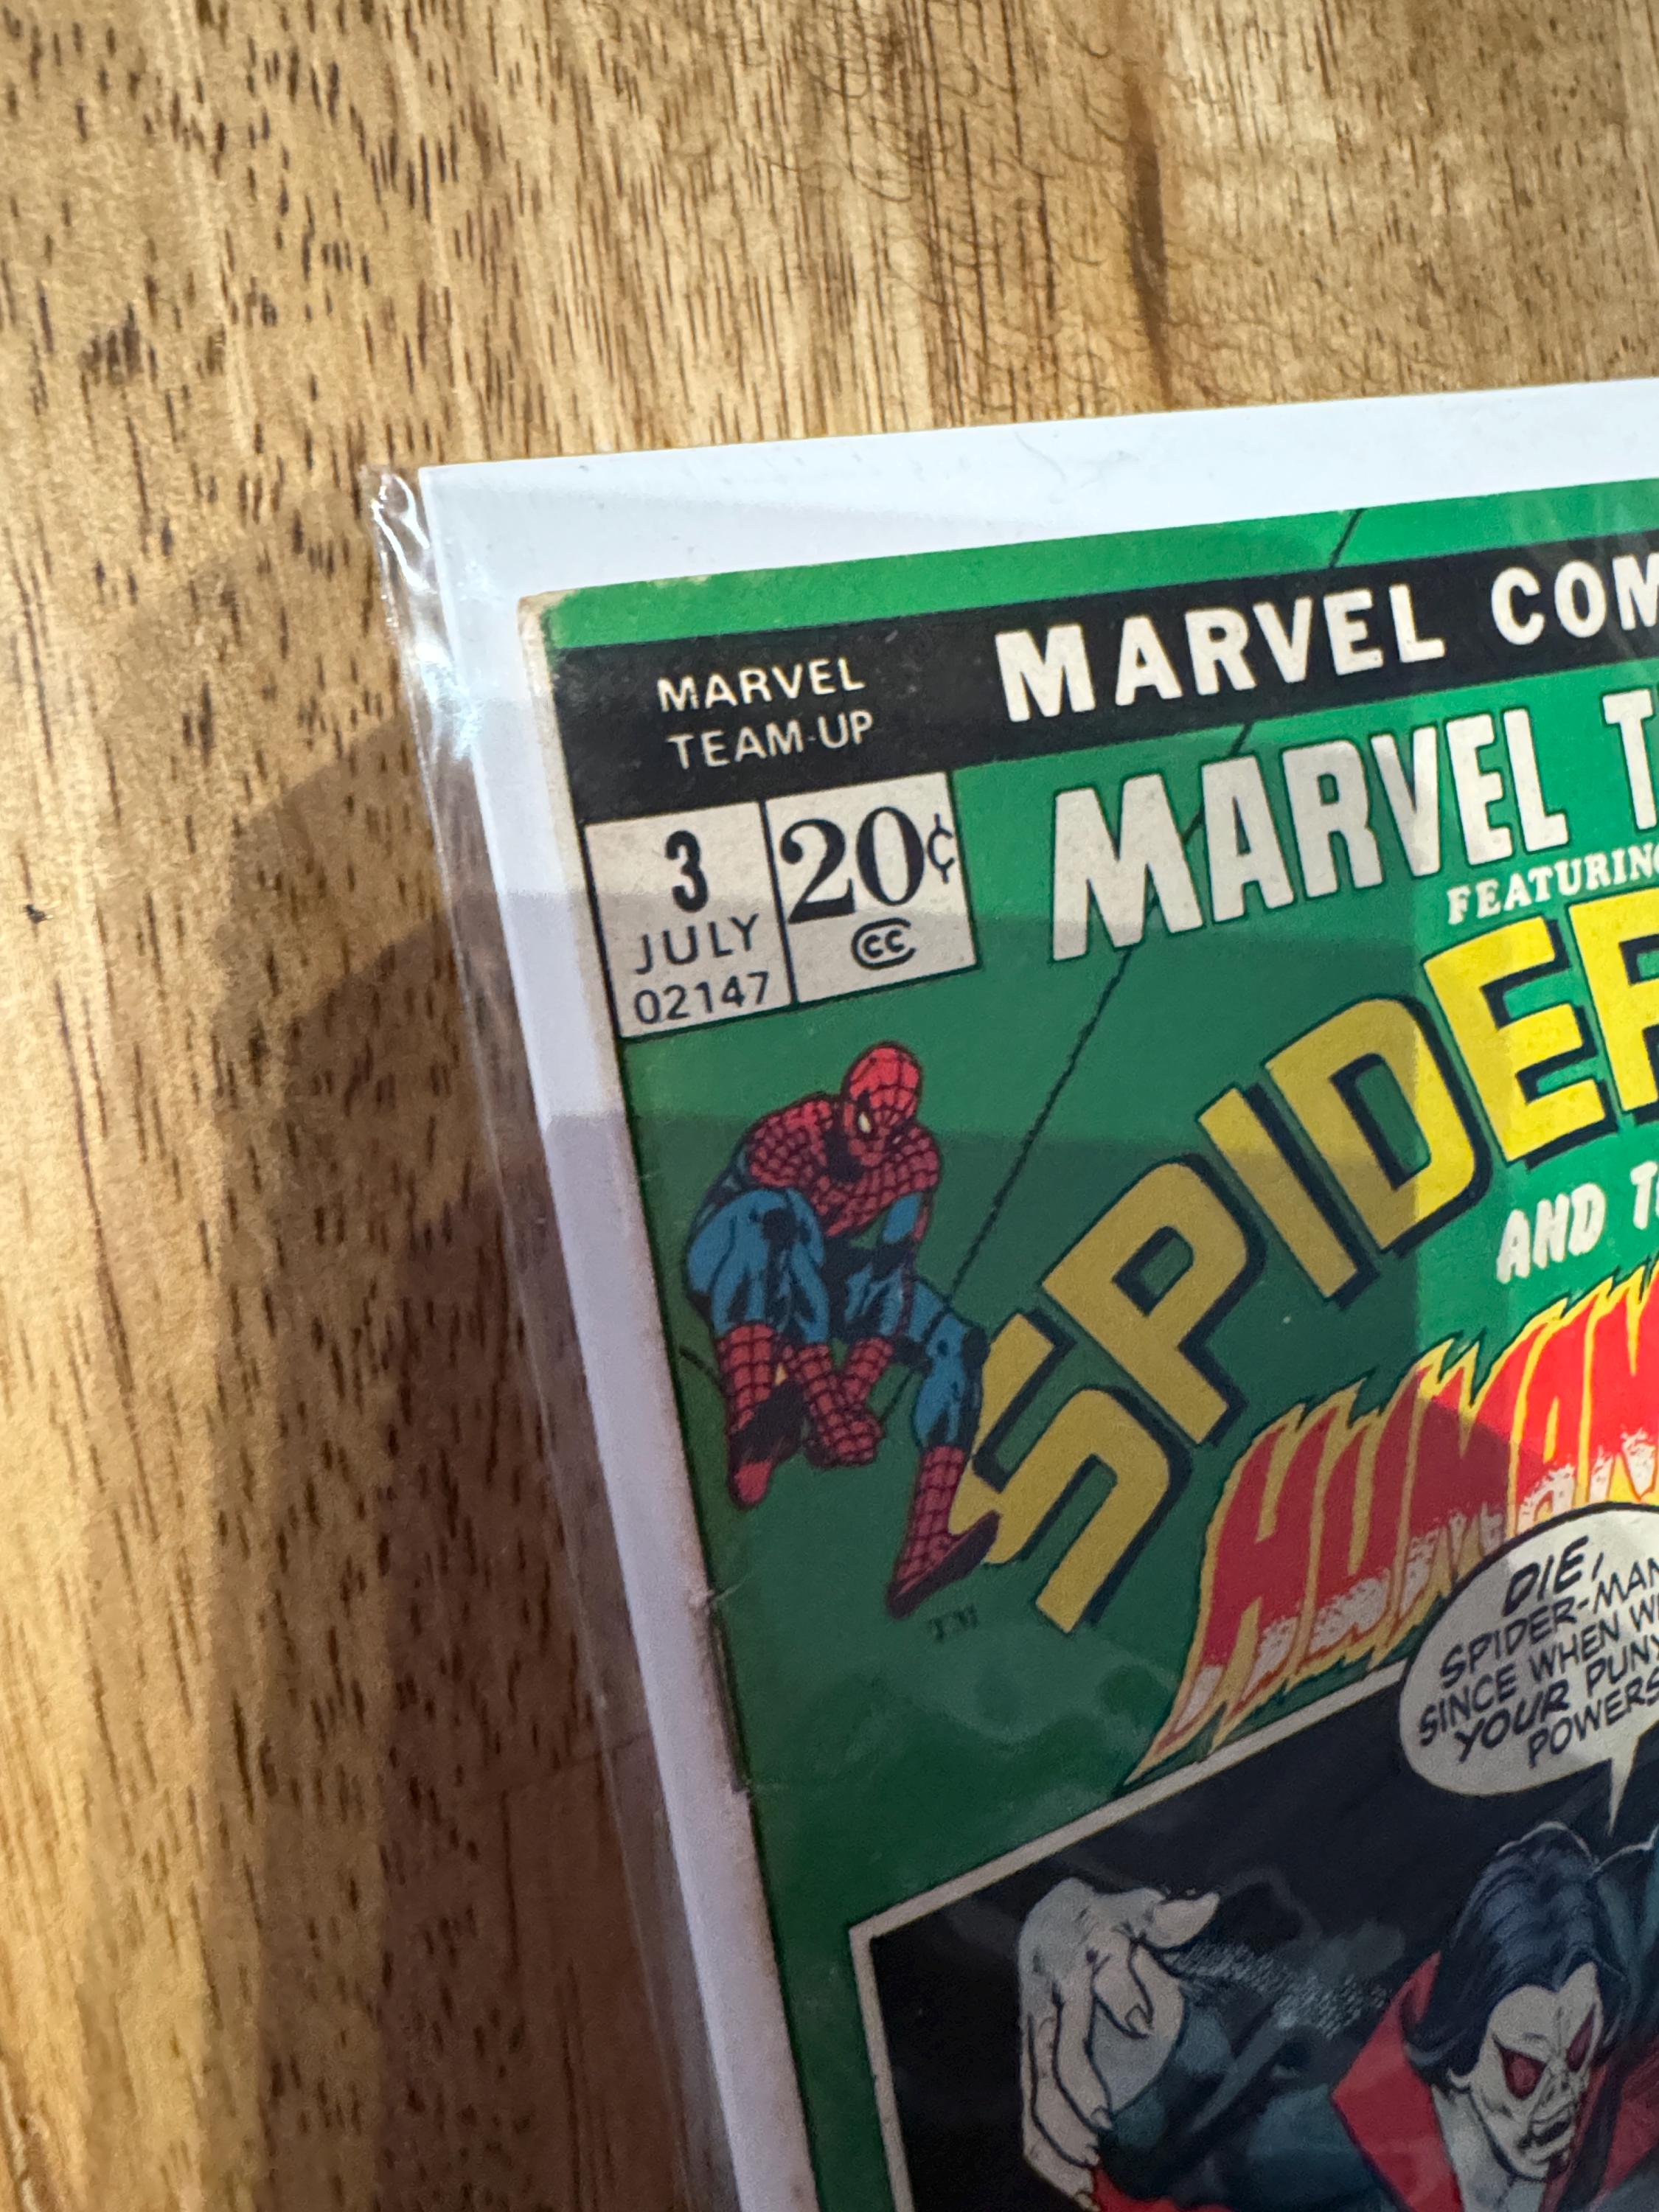 MARVEL
TEAM-UP
MARVEL
3
JULY
02147
20¢
CC
MARVEL
FEATURING
SPIDER
AND
TM
DIE,
SPIDER-MAN
SINCE WHEN
YOUR PUNY
POWERS